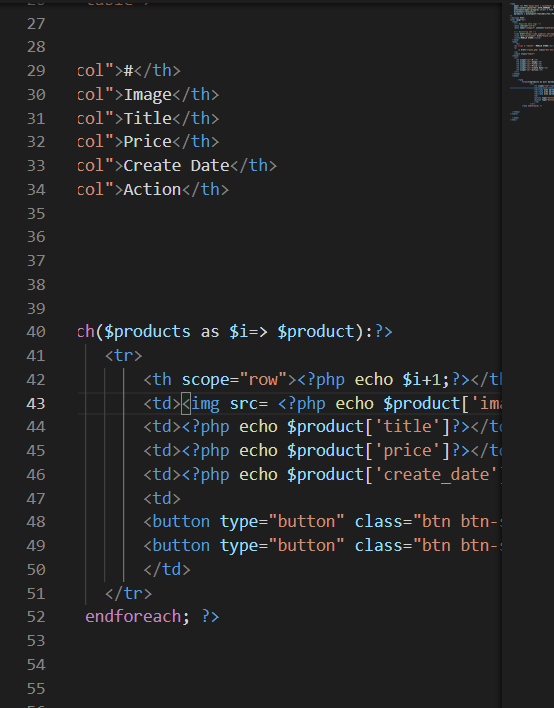 27
28
29 col">#</th>
30 col">Image</th>
31 col">Title</th>
32 col">Price</th>
33 col">Create Date</th>
34 col">Action</th>
35
36
37
38
39
40 ch($products as $i=> $product):?>
41 <tr>
42 <th scope="row"><?php echo $i+1;?></th
43 <td><img src= <?php echo $product['ima
44 <td><?php echo $product['title']?></td
45 <td><?php echo $product['price']?></td
46 <td><?php echo $product['create_date']
47 <td>
48 <button type="button" class="btn btn-s
49 <button type="button" class="btn btn-s
50 </td>
51 </tr>
52 endforeach; ?>
53
54
55